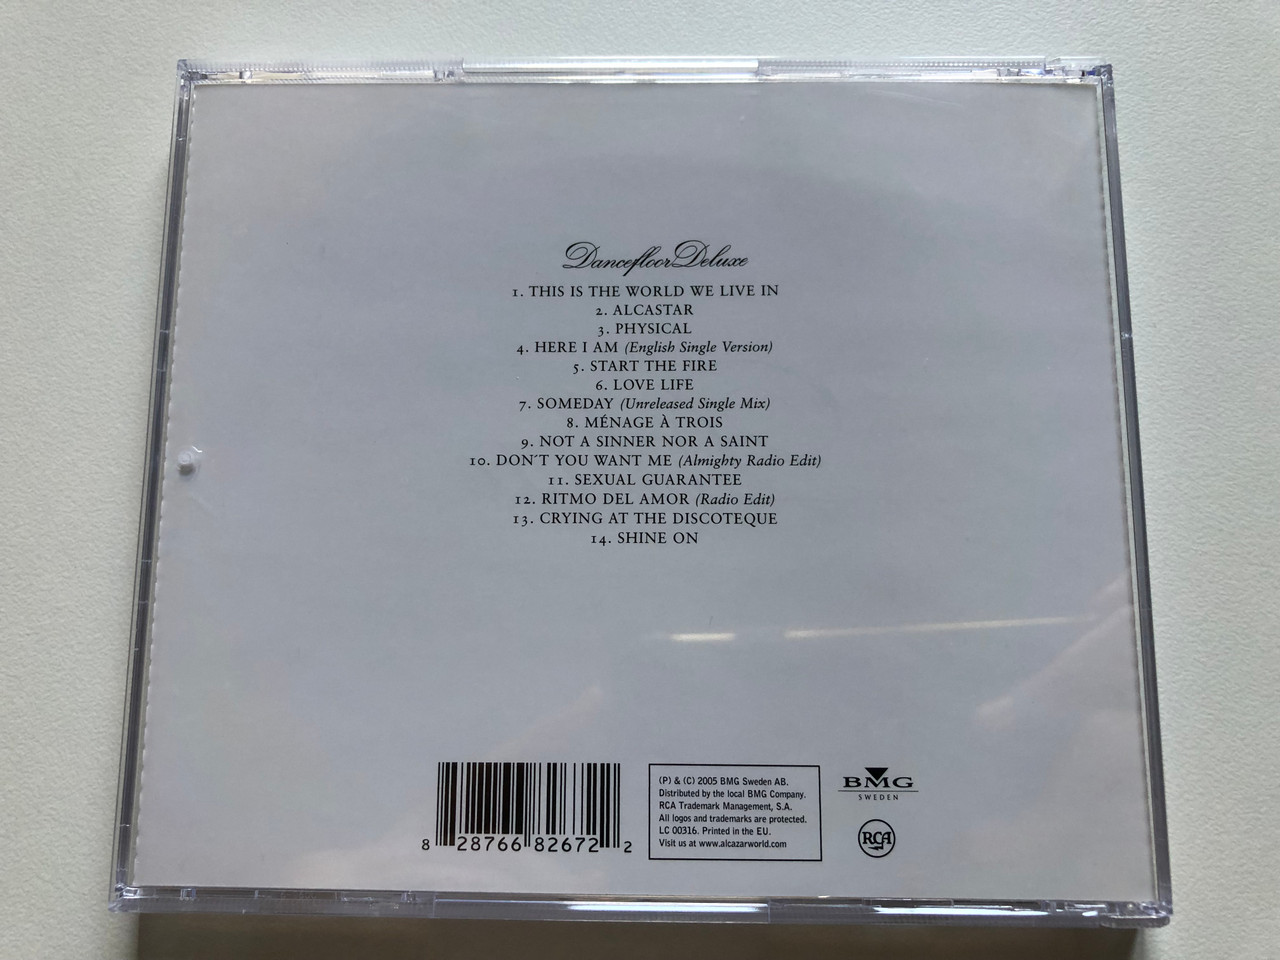 Dancefloor Deluxe
1. THIS IS THE WORLD WE LIVE IN
2. ALCASTAR
3. PHYSICAL
4. HERE I AM (English Single Version)
5. START THE FIRE
6. LOVE LIFE
7. SOMEDAY (Unreleased Single Mix)
8. MÉNAGE À TROIS
9. NOT A SINNER NOR A SAINT
10. DON´T YOU WANT ME (Almighty Radio Edit)
11. SEXUAL GUARANTEE
12. RITMO DEL AMOR (Radio Edit)
13. CRYING AT THE DISCOTEQUE
14. SHINE ON
8 28766 82672 2
(P) & (C) 2005 BMG Sweden AB.
Distributed by the local BMG Company.
RCA Trademark Management, S.A.
All logos and trademarks are protected.
LC 00316. Printed in the EU.
Visit us at www.alcazarworld.com
BMG
SWEDEN
RCA